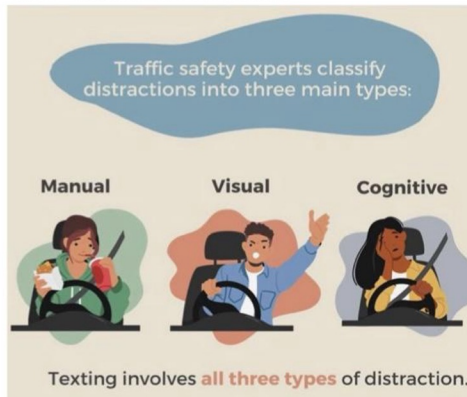 Traffic safety experts classify
distractions into three main types:
Manual
Visual
Cognitive
Texting involves all three types of distraction.